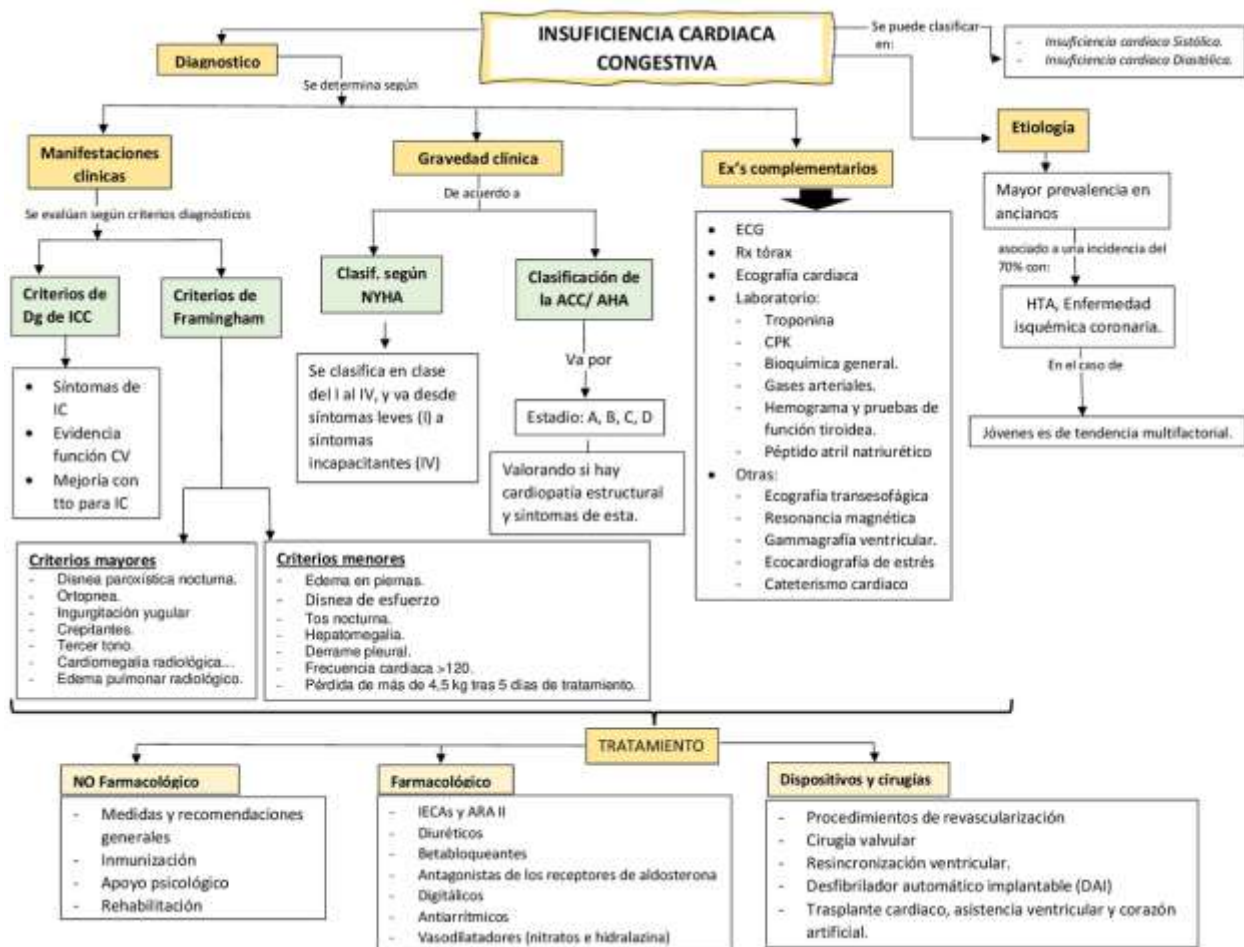 INSUFICIENCIA CARDIACA
CONGESTIVA
Se puede clasificar
en:
- Insuficiencia cardiaca Sistólica.
- Insuficiencia cardiaca Diastólica.
Diagnostico
Se determina según
Etiología
Mayor prevalencia en
ancianos
asociado a una incidencia del
70% con:
HTA, Enfermedad
isquémica coronaria.
En el caso de
Jóvenes es de tendencia multifactorial.
Manifestaciones
clínicas
Se evalúan según criterios diagnósticos
Criterios de
Dg de ICC
• Síntomas de
IC
• Evidencia
función CV
• Mejoría con
tto para IC
Criterios de
Framingham
Criterios mayores
- Disnea paroxística nocturna.
- Ortopnea.
- Ingurgitación yugular
- Crepitantes.
- Tercer tono.
- Cardiomegalia radiológica...
- Edema pulmonar radiológico.
Criterios menores
- Edema en piernas.
- Disnea de esfuerzo
- Tos nocturna.
- Hepatomegalia.
- Derrame pleural.
- Frecuencia cardiaca >120.
- Pérdida de más de 4,5 kg tras 5 días de tratamiento.
Gravedad clínica
De acuerdo a
Clasif. según
NYHA
Se clasifica en clase
del I al IV, y va desde
síntomas leves (I) a
síntomas
incapacitantes (IV)
Clasificación de
la ACC/ AHA
Va por
Estadio: A, B, C, D
Valorando si hay
cardiopatía estructural
y síntomas de esta.
Ex's complementarios
• ECG
• Rx tórax
• Ecografía cardiaca
• Laboratorio:
- Troponina
- CPK
- Bioquímica general.
- Gases arteriales.
- Hemograma y pruebas de
función tiroidea.
- Péptido atril natriurético
• Otras:
- Ecografía transesofágica
- Resonancia magnética
- Gammagrafía ventricular.
- Ecocardiografía de estrés
- Cateterismo cardiaco
TRATAMIENTO
NO Farmacológico
- Medidas y recomendaciones
generales
- Inmunización
- Apoyo psicológico
- Rehabilitación
Farmacológico
- IECAs y ARA II
- Diuréticos
- Betabloqueantes
- Antagonistas de los receptores de aldosterona
- Digitálicos
- Antiarrítmicos
- Vasodilatadores (nitratos e hidralazina)
Dispositivos y cirugías
- Procedimientos de revascularización
- Cirugía valvular
- Resincronización ventricular.
- Desfibrilador automático implantable (DAI)
- Trasplante cardiaco, asistencia ventricular y corazón
artificial.